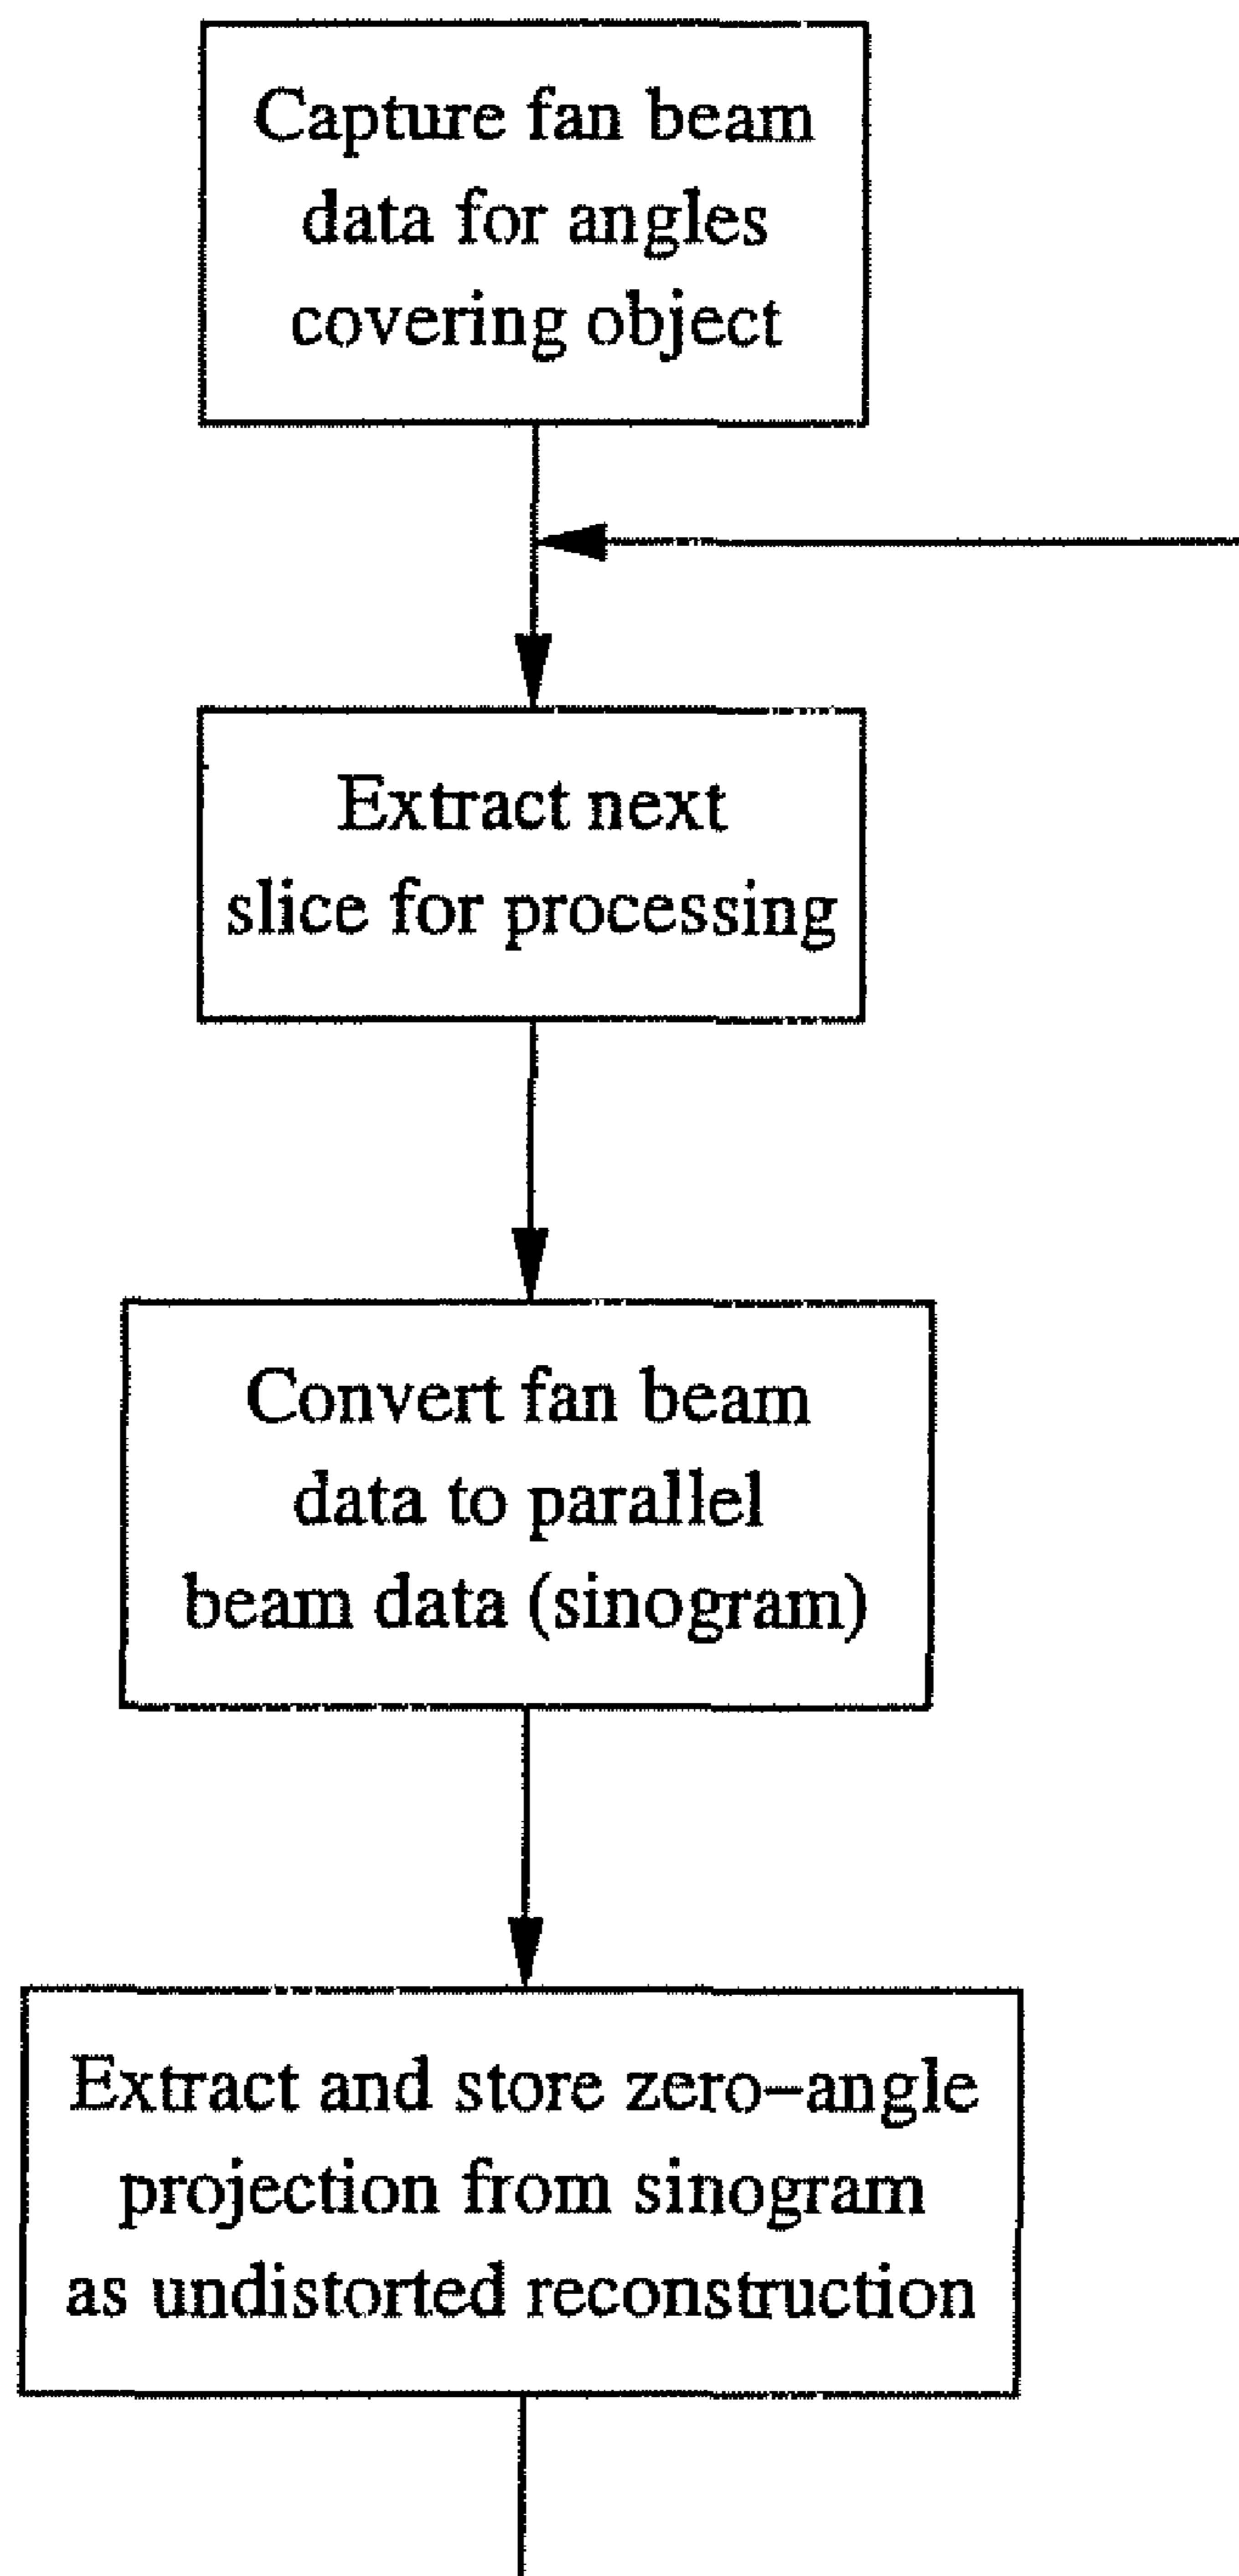 Capture fan beam
data for angles
covering object
Extract next
slice for processing
Convert fan beam
data to parallel
beam data (sinogram)
Extract and store zero–angle
projection from sinogram
as undistorted reconstruction